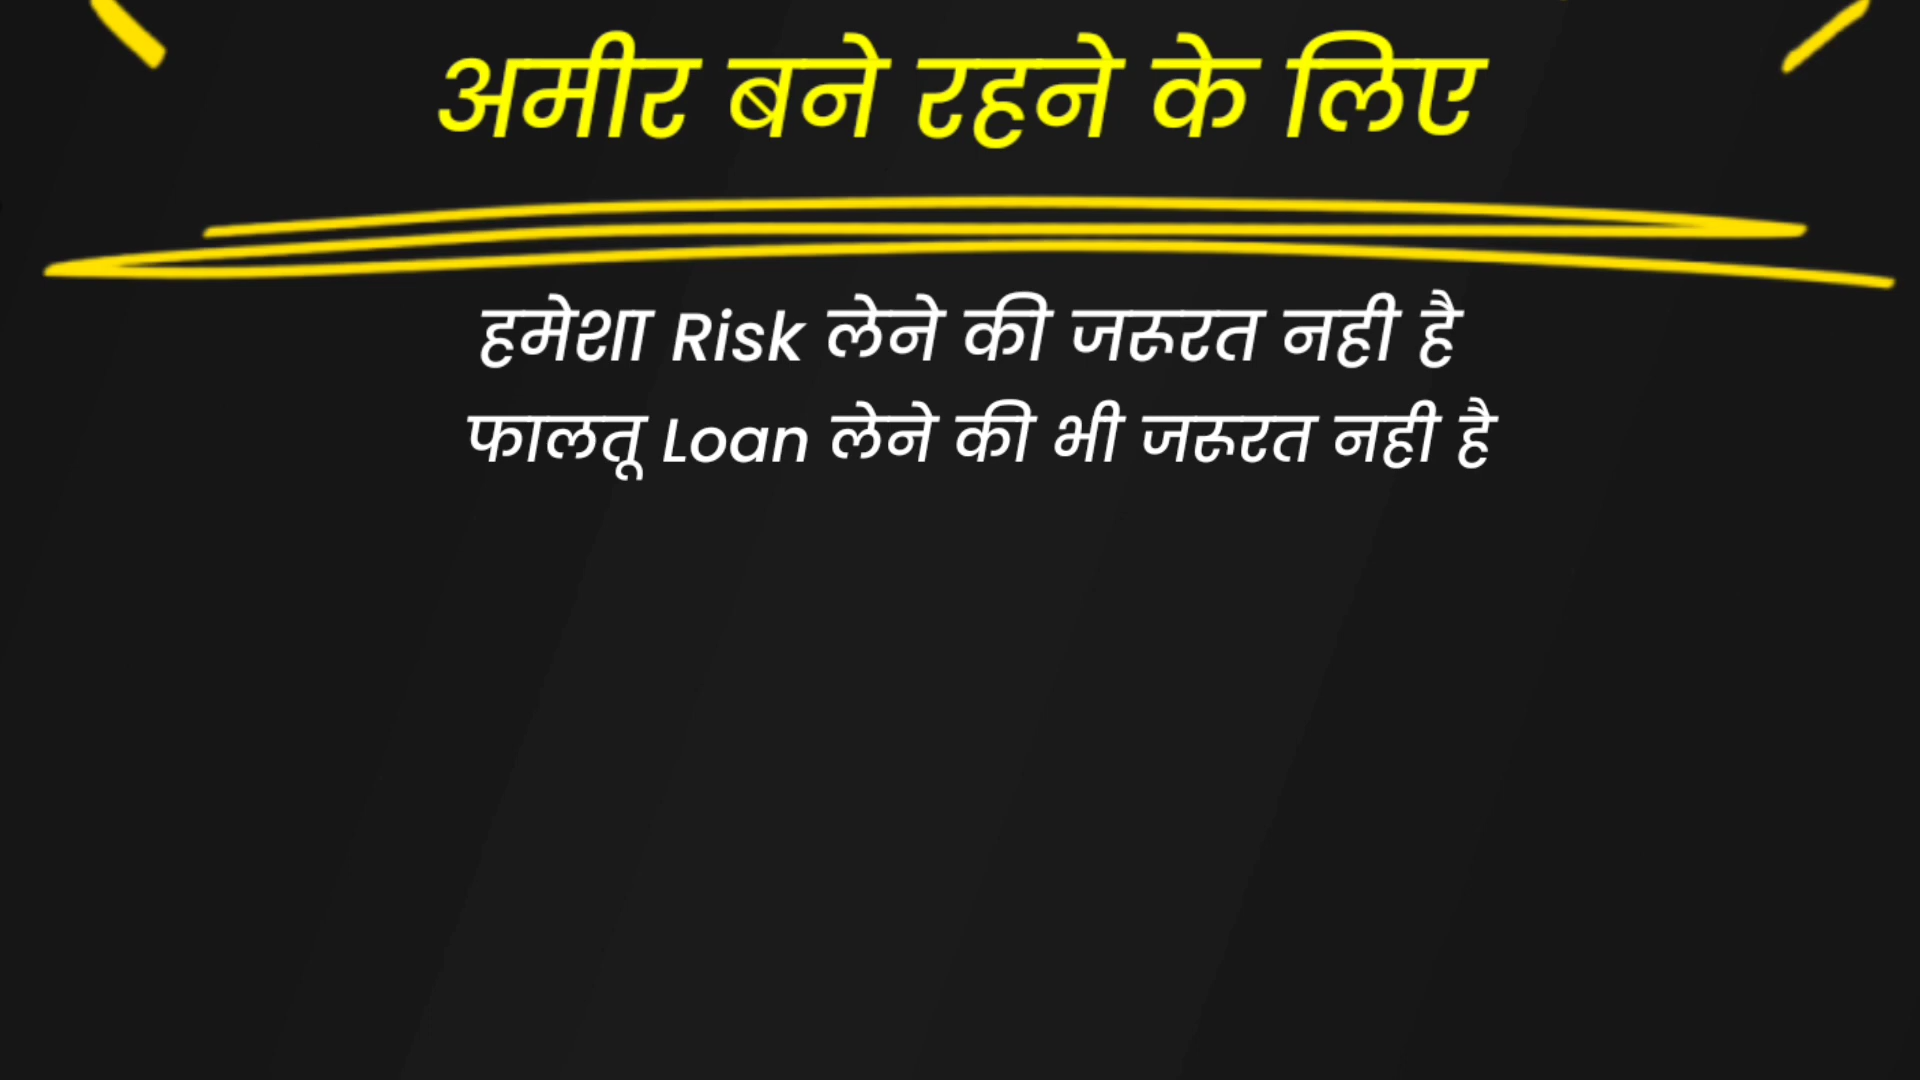 अमीर बने रहने के लिए
हमेशा Risk लेने की जरूरत नही है
फालतू Loan लेने की भी जरूरत नही है